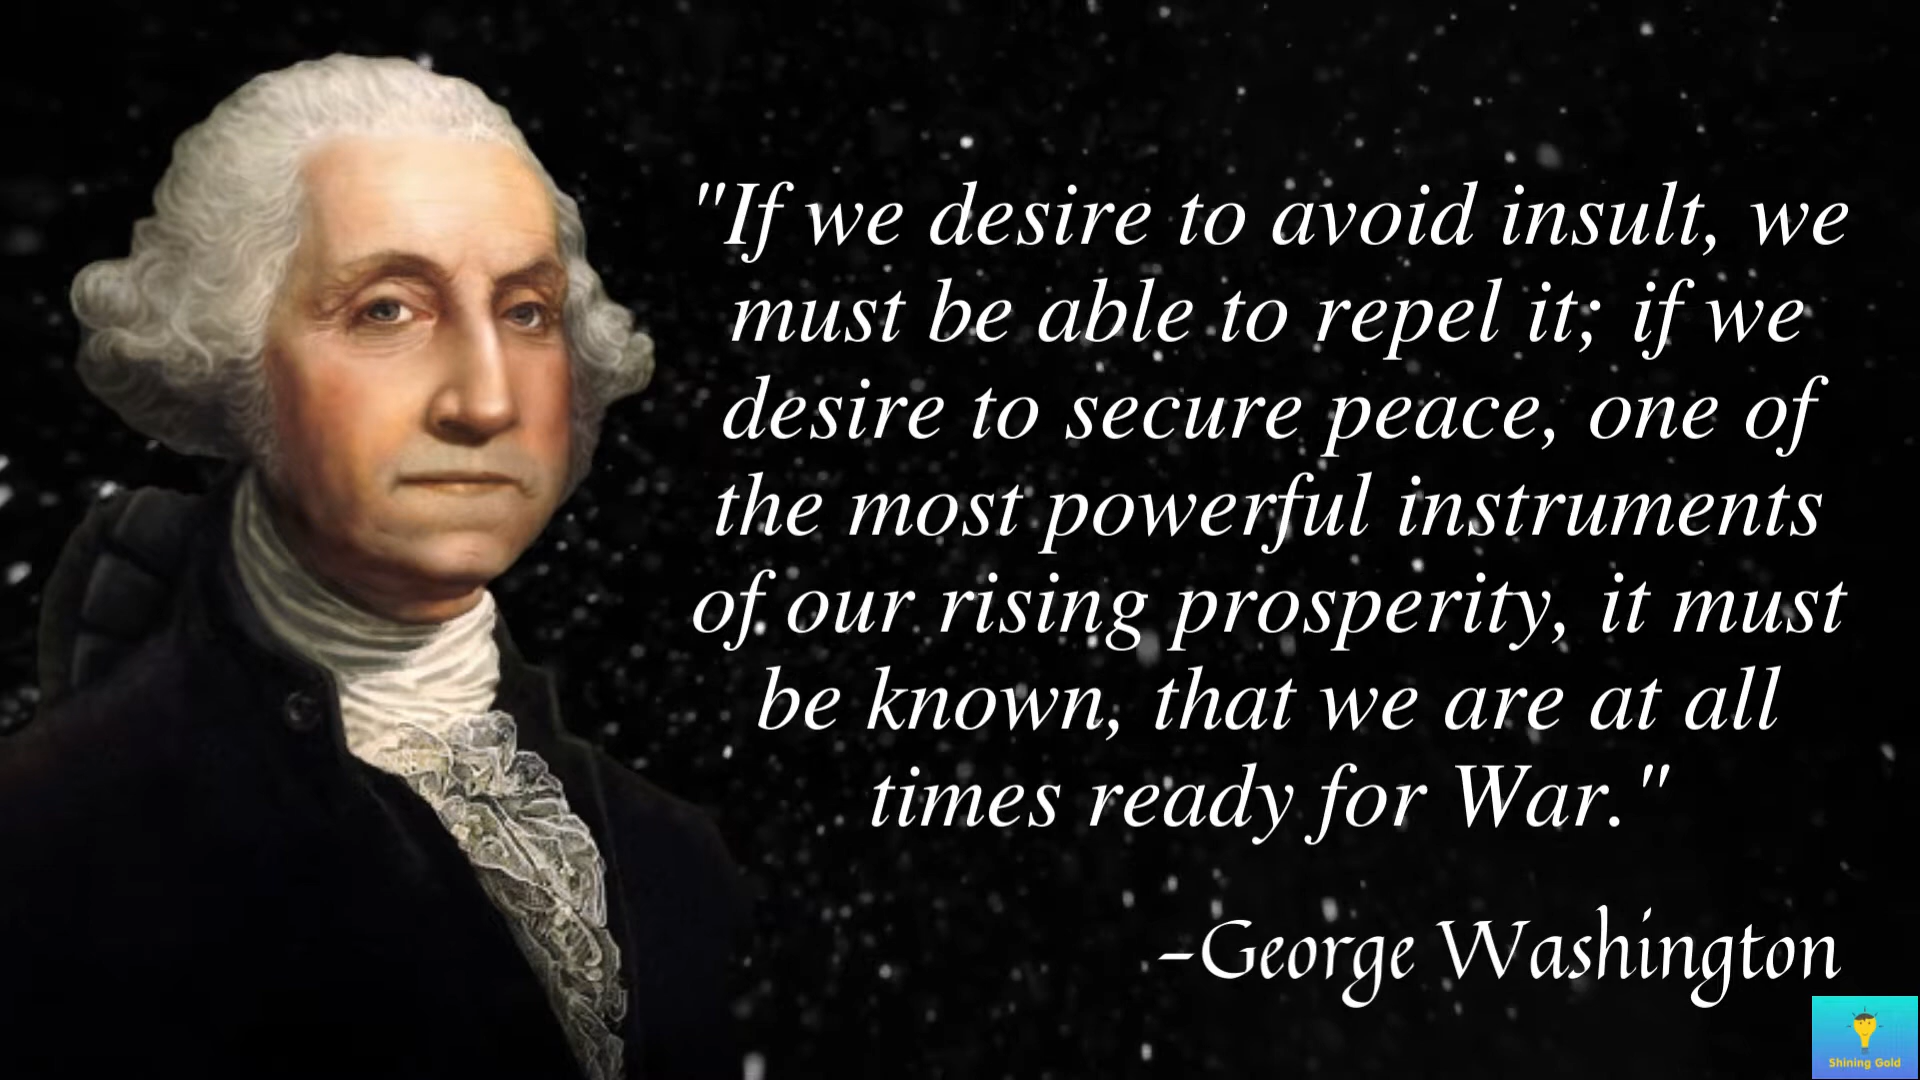 "If we desire to avoid insult, we
must be able to repel it; if we
desire to secure peace, one of
the most powerful instruments
of our rising prosperity, it must
be known, that we are at all
times ready for War."
-George Washington
Shining Gold